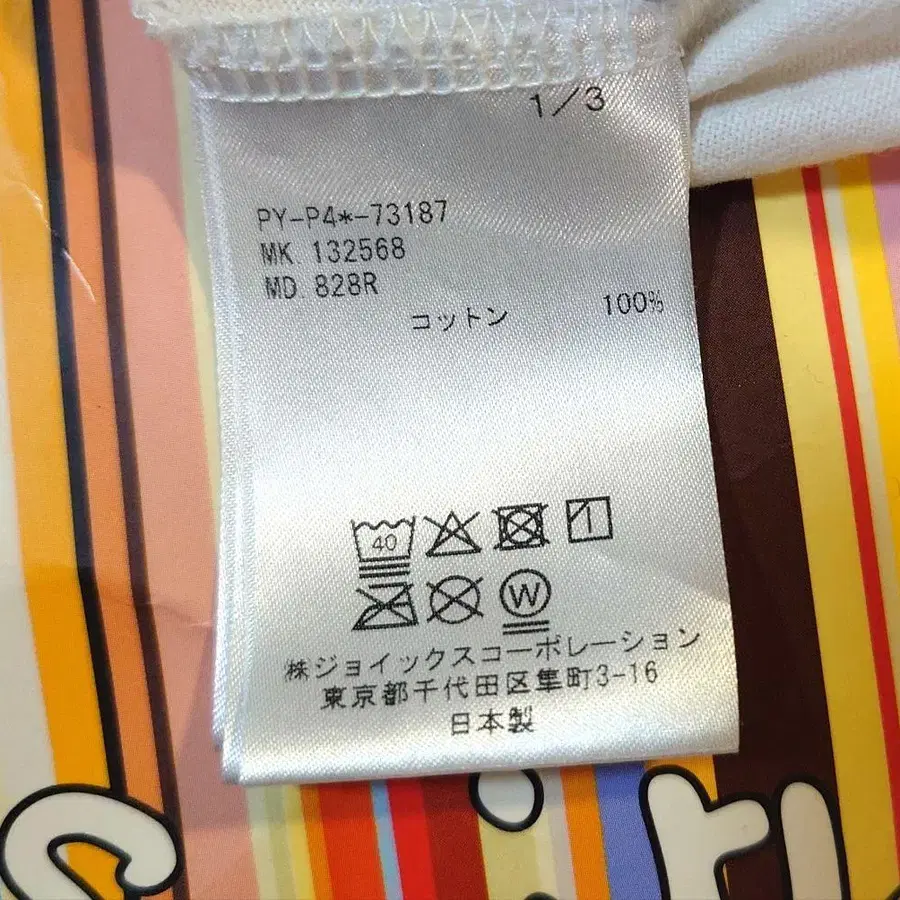 1/3
PY-P4*-73187
MK. 132568
MD. 828R
コットン 100%
40
W
㈱ジョイックスコーポレーション
東京都千代田区隼町3-16
日本製